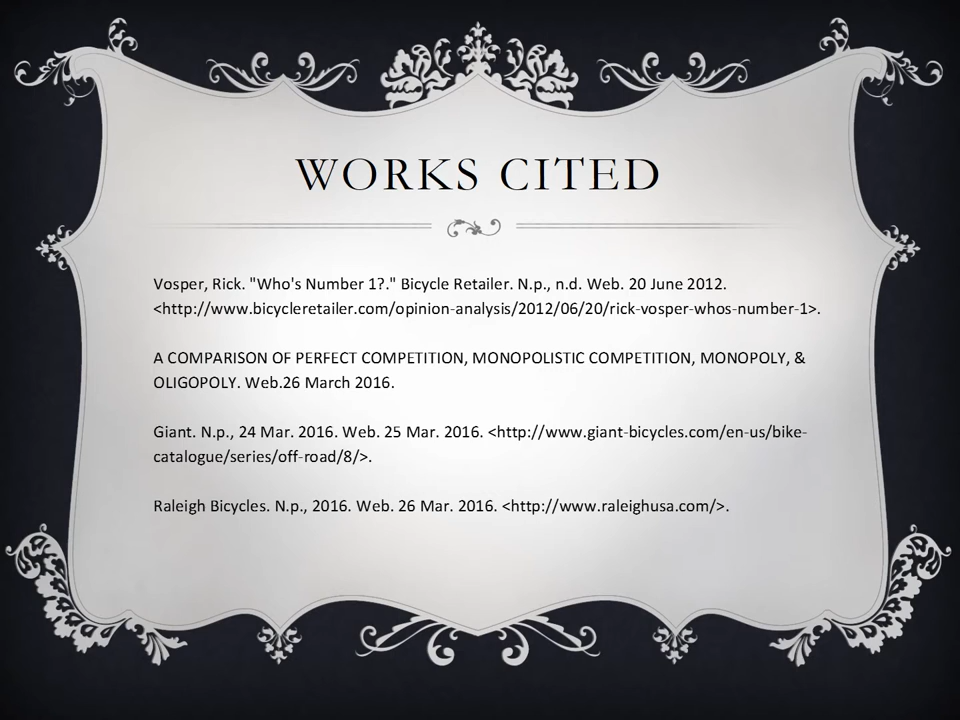 WORKS CITED
Vosper, Rick. "Who's Number 1?." Bicycle Retailer. N.p., n.d. Web. 20 June 2012.
<http://www.bicycleretailer.com/opinion-analysis/2012/06/20/rick-vosper-whos-number-1>.
A COMPARISON OF PERFECT COMPETITION, MONOPOLISTIC COMPETITION, MONOPOLY, &
OLIGOPOLY. Web.26 March 2016.
Giant. N.p., 24 Mar. 2016. Web. 25 Mar. 2016. <http://www.giant-bicycles.com/en-us/bike-
catalogue/series/off-road/8/>.
Raleigh Bicycles. N.p., 2016. Web. 26 Mar. 2016. <http://www.raleighusa.com/>.